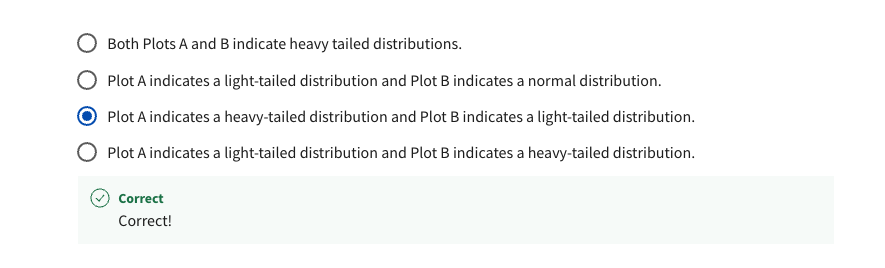 Both Plots A and B indicate heavy tailed distributions.
Plot A indicates a light-tailed distribution and Plot B indicates a normal distribution.
Plot A indicates a heavy-tailed distribution and Plot B indicates a light-tailed distribution.
Plot A indicates a light-tailed distribution and Plot B indicates a heavy-tailed distribution.
Correct
Correct!